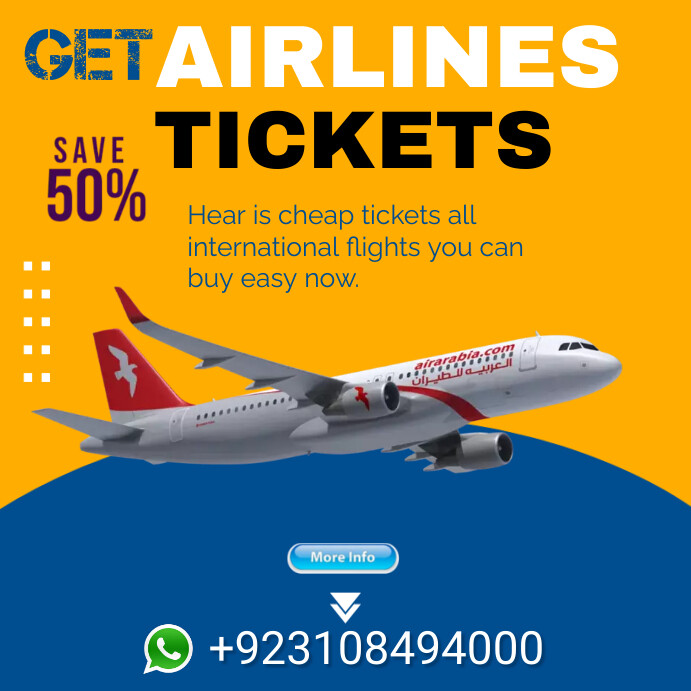 GET AIRLINES
TICKETS
SAVE
50%
Hear is cheap tickets all
international flights you can
buy easy now.
airarabia.com
العربية للطيران
More Info
+923108494000